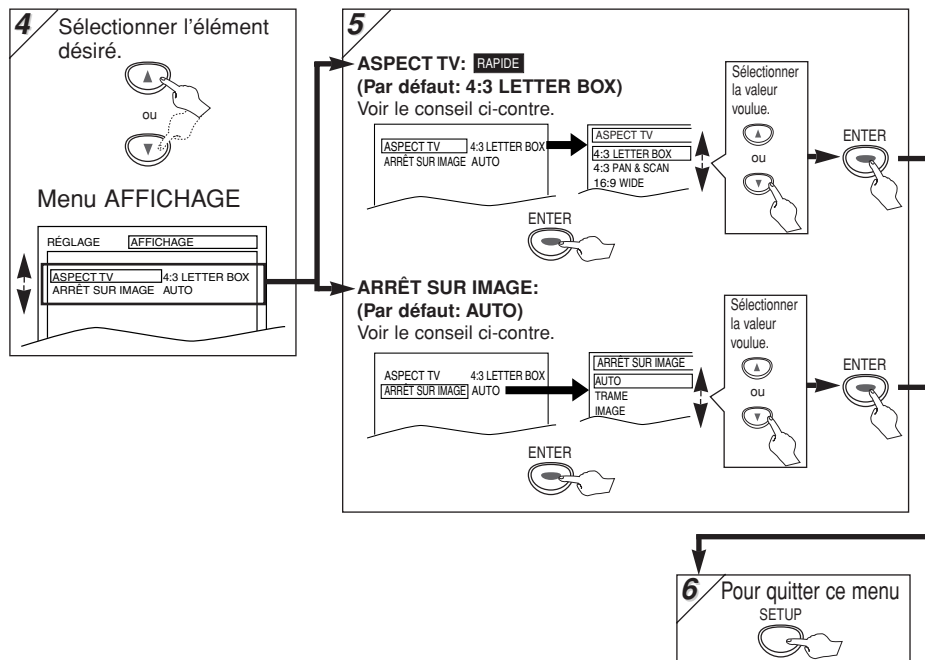 4
Sélectionner l'élément
désiré.
ou
Menu AFFICHAGE
RÉGLAGE AFFICHAGE
ASPECT TV 4:3 LETTER BOX
ARRÊT SUR IMAGE AUTO
5
ASPECT TV: RAPIDE
(Par défaut: 4:3 LETTER BOX)
Voir le conseil ci-contre.
ASPECT TV 4:3 LETTER BOX
ARRÊT SUR IMAGE AUTO
ENTER
ASPECT TV
4:3 LETTER BOX
4:3 PAN & SCAN
16:9 WIDE
Sélectionner
la valeur
voulue.
ou
ENTER
ARRÊT SUR IMAGE:
(Par défaut: AUTO)
Voir le conseil ci-contre.
ASPECT TV 4:3 LETTER BOX
ARRÊT SUR IMAGE AUTO
ENTER
ARRÊT SUR IMAGE
AUTO
TRAME
IMAGE
Sélectionner
la valeur
voulue.
ou
ENTER
6
Pour quitter ce menu
SETUP